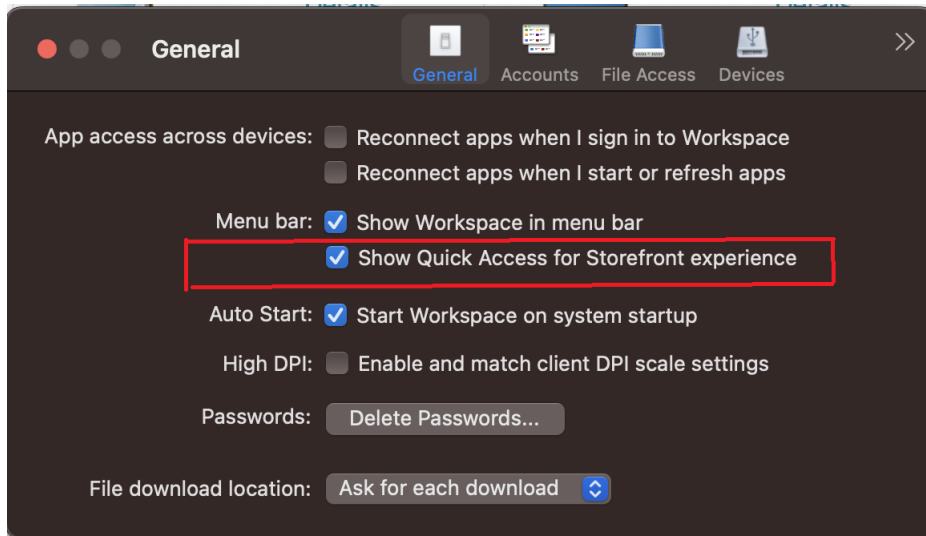 General
General Accounts File Access Devices
App access across devices: Reconnect apps when I sign in to Workspace
Reconnect apps when I start or refresh apps
Menu bar: Show Workspace in menu bar
Show Quick Access for Storefront experience
Auto Start: Start Workspace on system startup
High DPI: Enable and match client DPI scale settings
Passwords: Delete Passwords...
File download location: Ask for each download